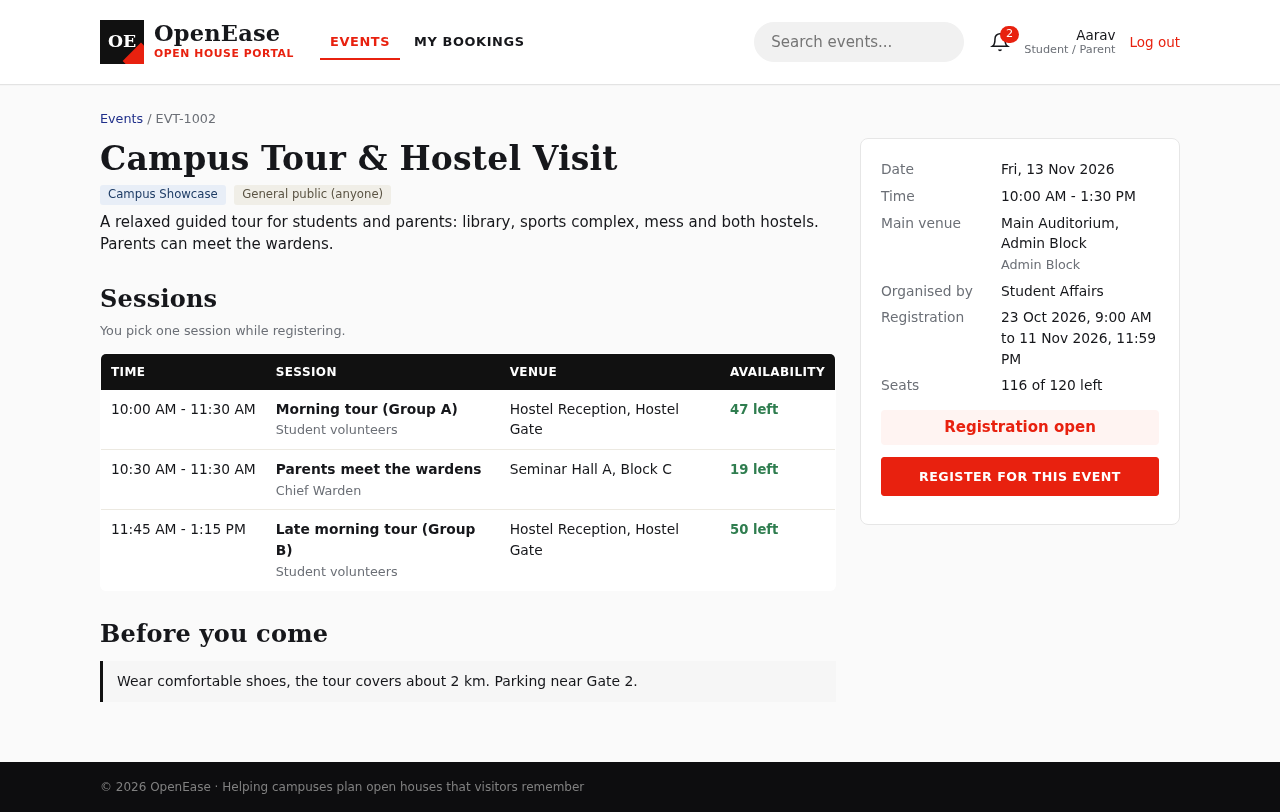 OE
OpenEase
OPEN HOUSE PORTAL
EVENTS
MY BOOKINGS
Search events...
2
Aarav
Student / Parent
Log out
Events / EVT-1002
Campus Tour & Hostel Visit
Campus Showcase
General public (anyone)
A relaxed guided tour for students and parents: library, sports complex, mess and both hostels.
Parents can meet the wardens.
Sessions
You pick one session while registering.
TIME SESSION VENUE AVAILABILITY
10:00 AM - 11:30 AM Morning tour (Group A) Hostel Reception, Hostel 47 left
Student volunteers Gate
10:30 AM - 11:30 AM Parents meet the wardens Seminar Hall A, Block C 19 left
Chief Warden
11:45 AM - 1:15 PM Late morning tour (Group Hostel Reception, Hostel 50 left
B) Gate
Student volunteers
Before you come
Wear comfortable shoes, the tour covers about 2 km. Parking near Gate 2.
Date Fri, 13 Nov 2026
Time 10:00 AM - 1:30 PM
Main venue Main Auditorium,
Admin Block
Admin Block
Organised by Student Affairs
Registration 23 Oct 2026, 9:00 AM
to 11 Nov 2026, 11:59
PM
Seats 116 of 120 left
Registration open
REGISTER FOR THIS EVENT
© 2026 OpenEase · Helping campuses plan open houses that visitors remember